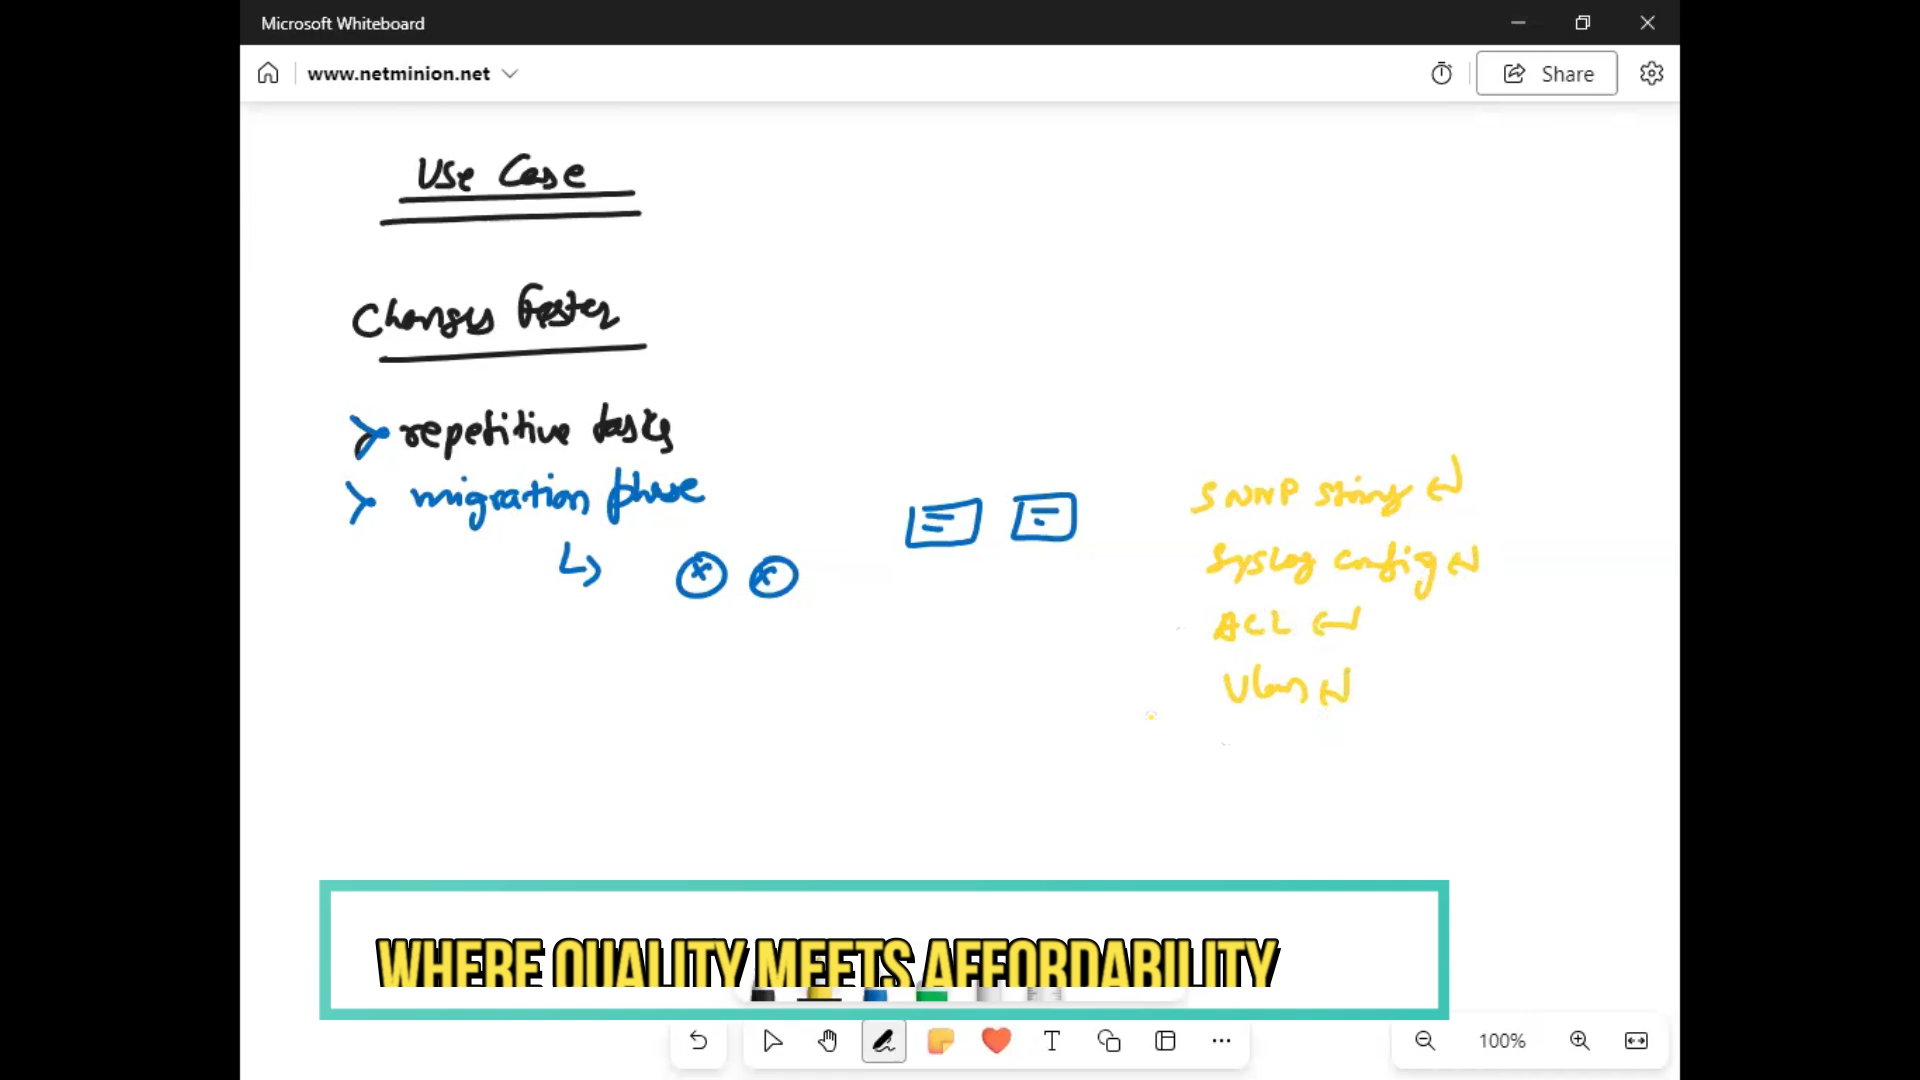 Microsoft Whiteboard
www.netminion.net
Share
Use Case
Changes faster
repetitive tasks
migration phase
SNMP string
Syslog config
ACL
Vlan
WHERE QUALITY MEETS AFFORDABILITY
100%